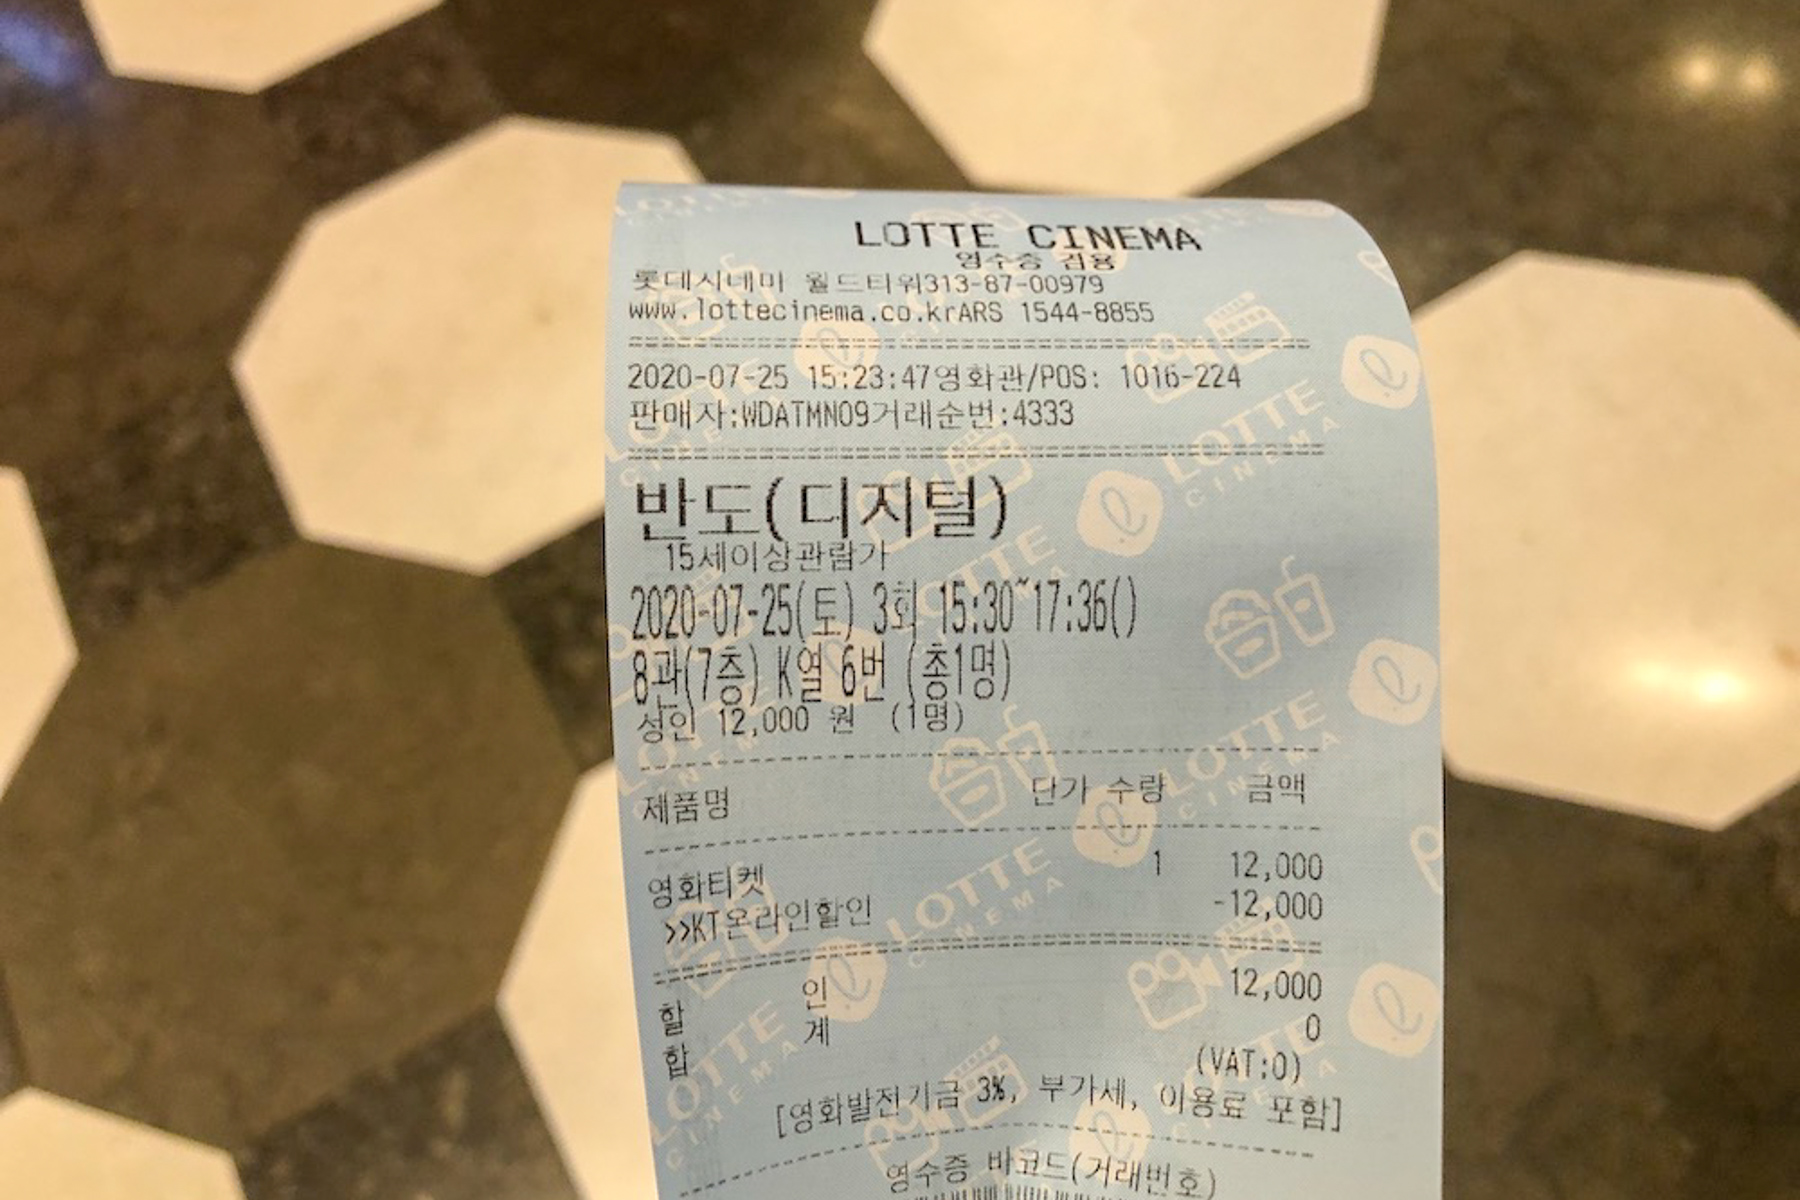 LOTTE CINEMA
영수증 겸용
롯데시네마 월드타워313-87-00979
www.lottecinema.co.krARS 1544-8855
2020-07-25 15:23:47영화관/POS: 1016-224
판매자:WDATMN09거래순번:4333
반도(디지털)
15세이상관람가
2020-07-25(토) 3회 15:30~17:36()
8관(7층) K열 6번 (총1명)
성인 12,000 원 (1명)
제품명 단가 수량 금액
영화티켓 1 12,000
>>KT온라인할인 -12,000
할 인 12,000
합 계 0
(VAT:0)
[영화발전기금 3%, 부가세, 이용료 포함]
영수증 바코드(거래번호)